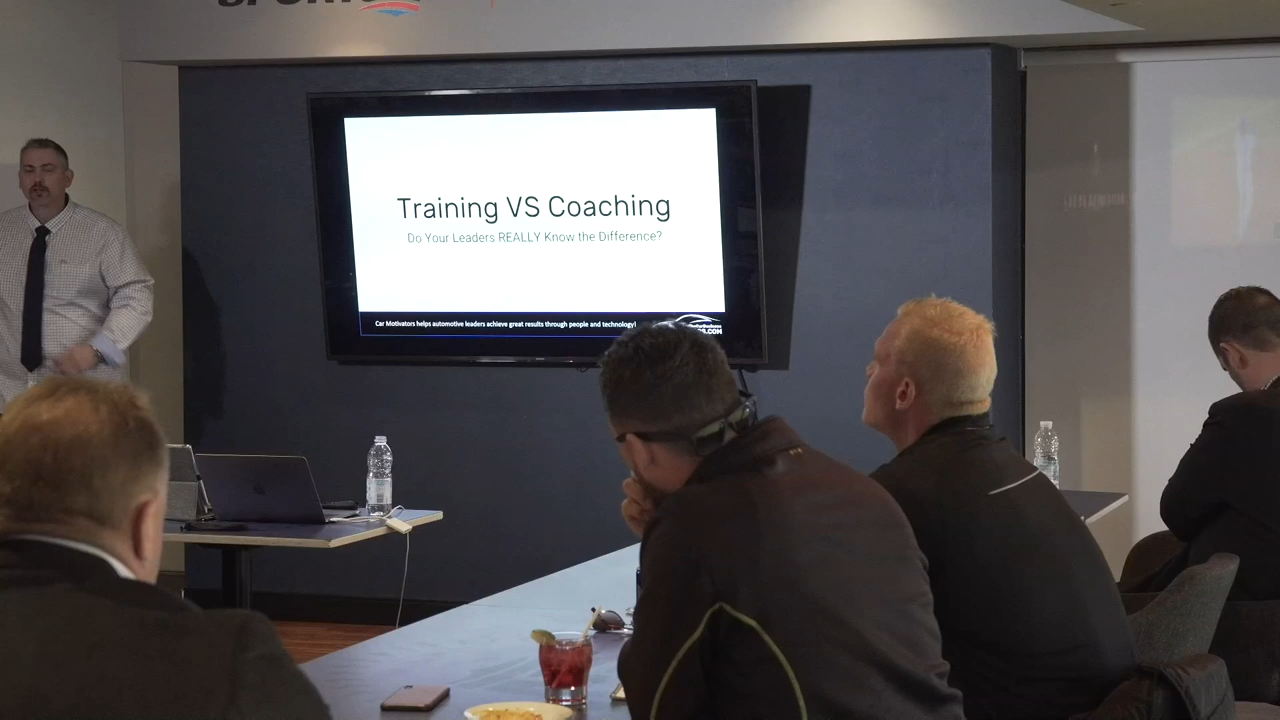 Training VS Coaching
Do Your Leaders REALLY Know the Difference?
Car Motivators helps automotive leaders achieve great results through people and technology!